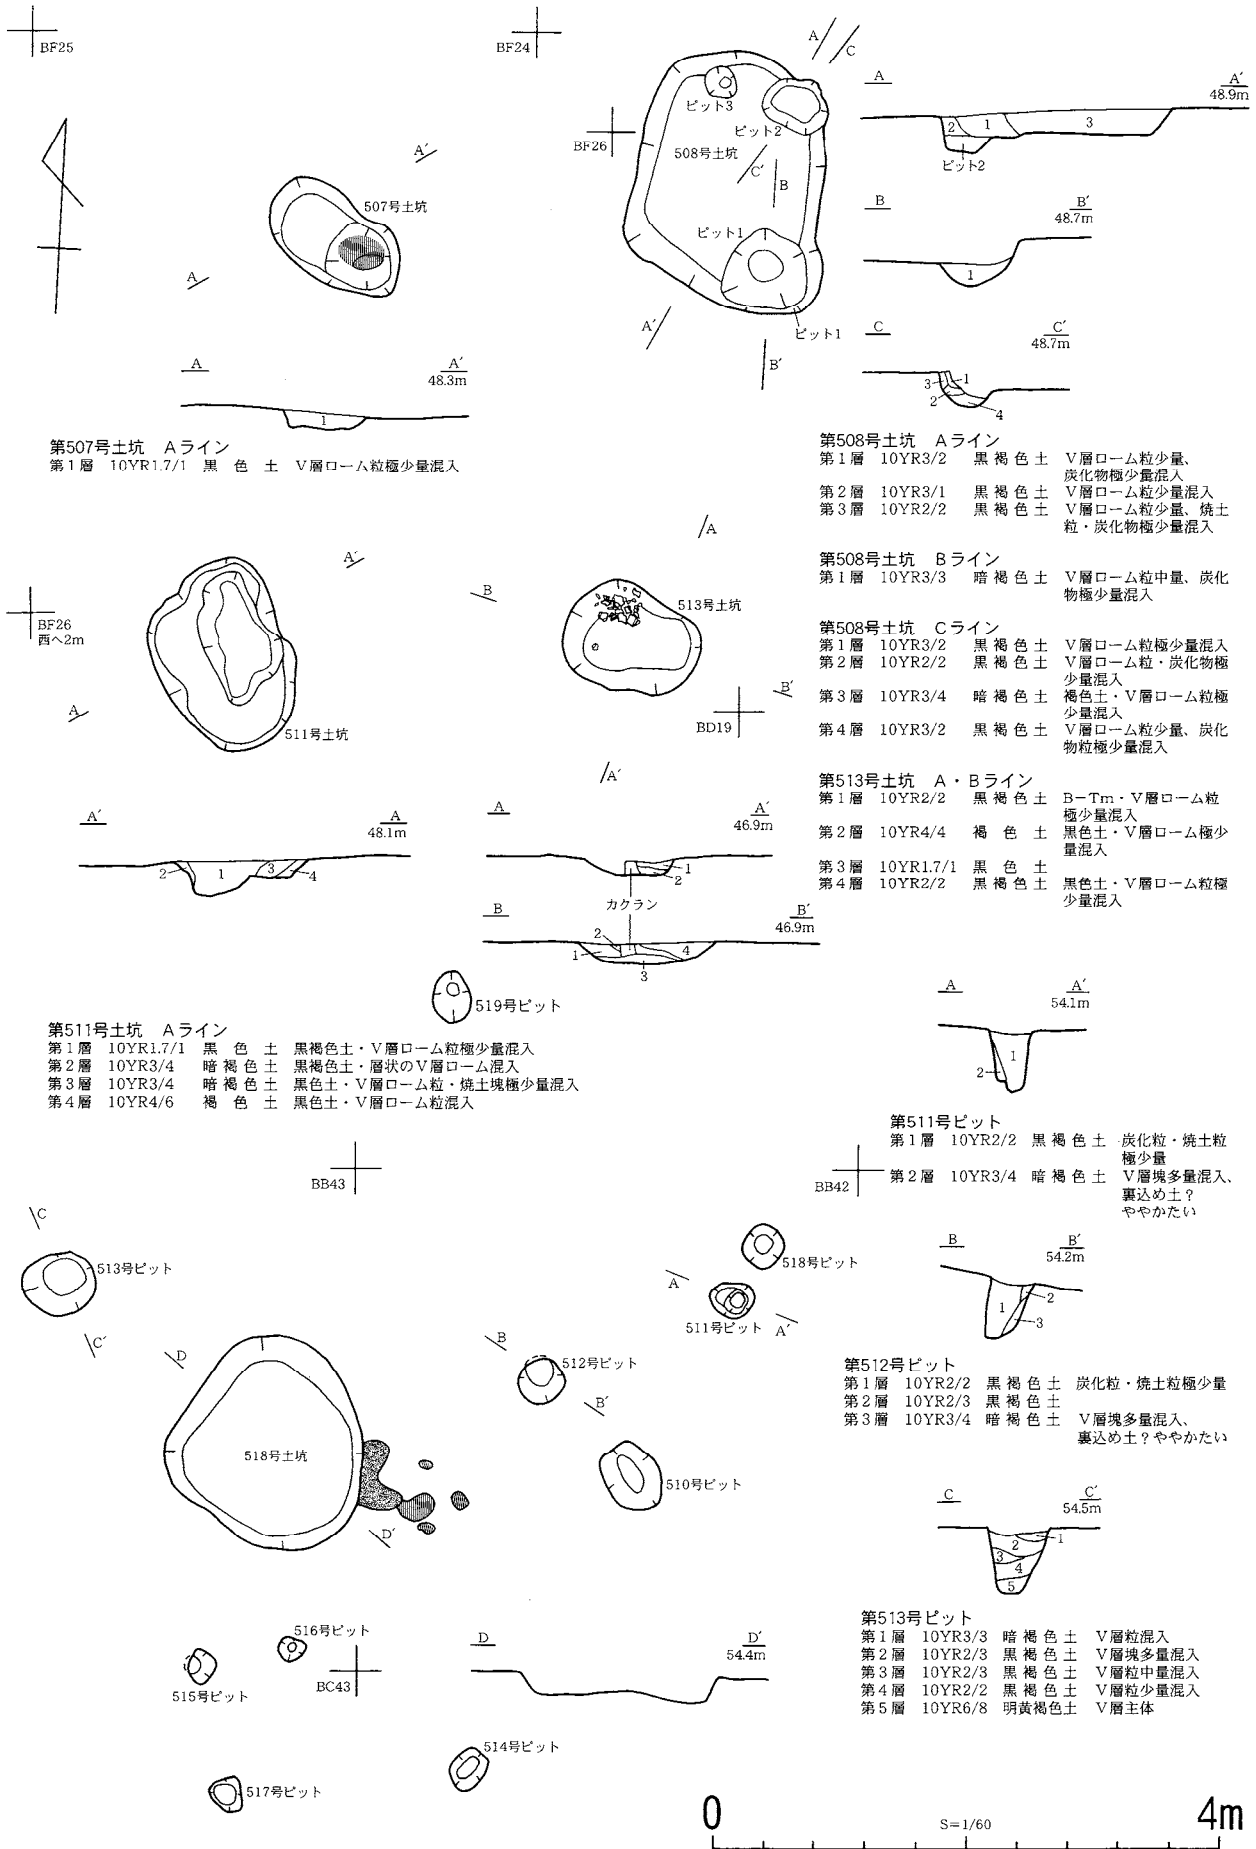 BF25
BF24
A
C
A
A′
48.9m
2
1
3
ピット2
ピット3
ピット2
BF26
508号土坑
C′
B
ピット1
ピット1
A′
B′
A′
507号土坑
A
B
B′
48.7m
1
C
C′
48.7m
3
1
2
4
A
A′
48.3m
1
第507号土坑 Aライン
第1層 10YR1.7/1 黒色土 Ⅴ層ローム粒極少量混入
第508号土坑 Aライン
第1層 10YR3/2 黒褐色土 Ⅴ層ローム粒少量、
炭化物極少量混入
第2層 10YR3/1 黒褐色土 Ⅴ層ローム粒少量混入
第3層 10YR2/2 黒褐色土 Ⅴ層ローム粒少量、焼土
粒・炭化物極少量混入
第508号土坑 Bライン
第1層 10YR3/3 暗褐色土 Ⅴ層ローム粒中量、炭化
物極少量混入
第508号土坑 Cライン
第1層 10YR3/2 黒褐色土 Ⅴ層ローム粒極少量混入
第2層 10YR2/2 黒褐色土 Ⅴ層ローム粒・炭化物極
少量混入
第3層 10YR3/4 暗褐色土 褐色土・Ⅴ層ローム粒極
少量混入
第4層 10YR3/2 黒褐色土 Ⅴ層ローム粒少量、炭化
物粒極少量混入
第513号土坑 A・Bライン
第1層 10YR2/2 黒褐色土 B−Tm・Ⅴ層ローム粒
極少量混入
第2層 10YR4/4 褐色土 黒色土・Ⅴ層ローム極少
量混入
第3層 10YR1.7/1 黒色土
第4層 10YR2/2 黒褐色土 黒色土・Ⅴ層ローム粒極
少量混入
BF26
西へ2m
A′
A
511号土坑
A
B
513号土坑
B′
BD19
A′
A′
A
48.1m
2
1
3
4
A
A′
46.9m
1
2
カクラン
B
B′
46.9m
2
1
1
4
3
519号ピット
第511号土坑 Aライン
第1層 10YR1.7/1 黒色土 黒褐色土・Ⅴ層ローム粒極少量混入
第2層 10YR3/4 暗褐色土 黒褐色土・層状のⅤ層ローム混入
第3層 10YR3/4 暗褐色土 黒色土・Ⅴ層ローム粒・焼土塊極少量混入
第4層 10YR4/6 褐色土 黒色土・Ⅴ層ローム粒混入
A
A′
54.1m
1
2
第511号ピット
第1層 10YR2/2 黒褐色土 炭化粒・焼土粒
極少量
第2層 10YR3/4 暗褐色土 Ⅴ層塊多量混入、
裏込め土？
ややかたい
BB43
BB42
C
513号ピット
C′
D
518号土坑
D′
518号ピット
A
511号ピット
A′
B
512号ピット
B′
510号ピット
B
B′
54.2m
1
2
3
第512号ピット
第1層 10YR2/2 黒褐色土 炭化粒・焼土粒極少量
第2層 10YR2/3 黒褐色土
第3層 10YR3/4 暗褐色土 Ⅴ層塊多量混入、
裏込め土？ややかたい
C
C′
54.5m
1
2
3
4
5
第513号ピット
第1層 10YR3/3 暗褐色土 Ⅴ層粒混入
第2層 10YR2/3 黒褐色土 Ⅴ層塊多量混入
第3層 10YR2/3 黒褐色土 Ⅴ層粒中量混入
第4層 10YR2/2 黒褐色土 Ⅴ層粒少量混入
第5層 10YR6/8 明黄褐色土 Ⅴ層主体
516号ピット
515号ピット
BC43
D
D′
54.4m
514号ピット
517号ピット
0
S=1/60
4m